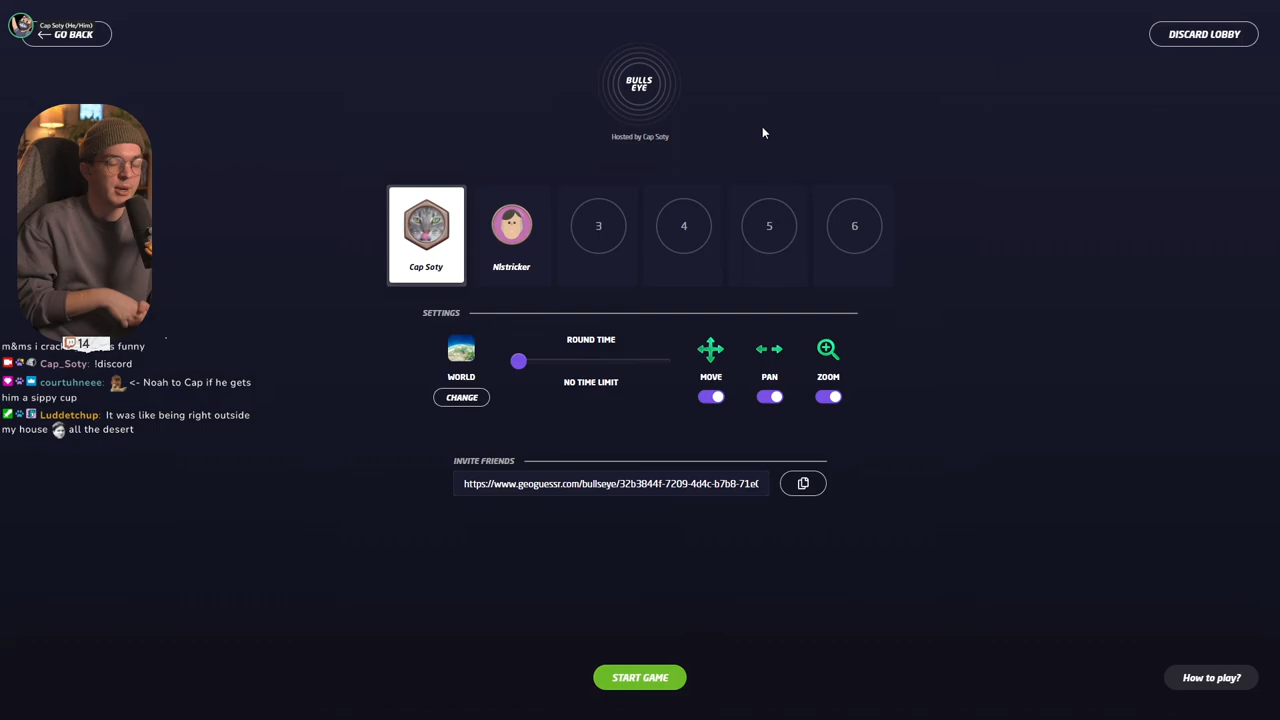 Cap Soty (He/Him)
GO BACK
DISCARD LOBBY
BULLS
EYE
Hosted by Cap Soty
Cap Soty
Nlstricker
3
4
5
6
SETTINGS
WORLD
CHANGE
ROUND TIME
NO TIME LIMIT
MOVE
PAN
ZOOM
14
m&ms i crack
s funny
Cap_Soty: !discord
courtuhneee: <- Noah to Cap if he gets
him a sippy cup
Luddetchup: It was like being right outside
my house all the desert
INVITE FRIENDS
https://www.geoguessr.com/bullseye/32b3844f-7209-4d4c-b7b8-71e
START GAME
How to play?